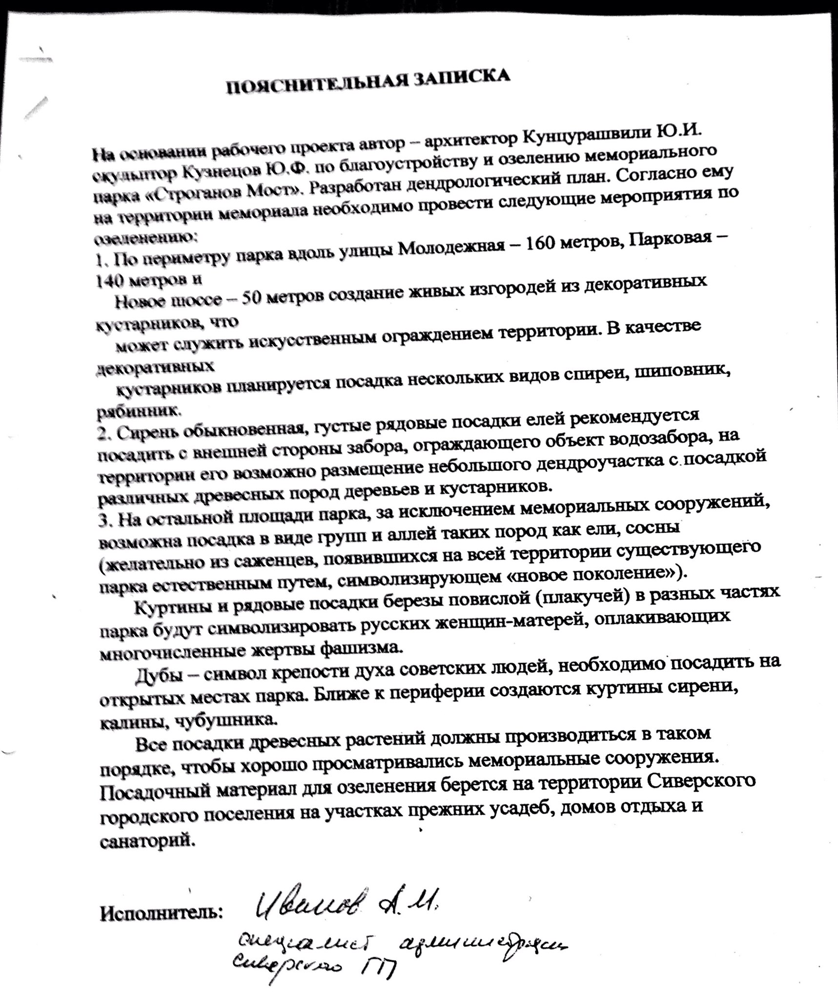 ПОЯСНИТЕЛЬНАЯ ЗАПИСКА
На основании рабочего проекта автор – архитектор Кунцурашвили Ю.И.
скульптор Кузнецов Ю.Ф. по благоустройству и озеленению мемориального
парка «Строганов Мост». Разработан дендрологический план. Согласно ему
на территории мемориала необходимо провести следующие мероприятия по
озеленению:
1. По периметру парка вдоль улицы Молодежная – 160 метров, Парковая –
140 метров и
Новое шоссе – 50 метров создание живых изгородей из декоративных
кустарников, что
может служить искусственным ограждением территории. В качестве
декоративных
кустарников планируется посадка нескольких видов спиреи, шиповник,
рябинник.
2. Сирень обыкновенная, густые рядовые посадки елей рекомендуется
посадить с внешней стороны забора, ограждающего объект водозабора, на
территории его возможно размещение небольшого дендроучастка с посадкой
различных древесных пород деревьев и кустарников.
3. На остальной площади парка, за исключением мемориальных сооружений,
возможна посадка в виде групп и аллей таких пород как ели, сосны
(желательно из саженцев, появившихся на всей территории существующего
парка естественным путем, символизирующем «новое поколение»).
Куртины и рядовые посадки березы повислой (плакучей) в разных частях
парка будут символизировать русских женщин-матерей, оплакивающих
многочисленные жертвы фашизма.
Дубы – символ крепости духа советских людей, необходимо посадить на
открытых местах парка. Ближе к периферии создаются куртины сирени,
калины, чубушника.
Все посадки древесных растений должны производиться в таком
порядке, чтобы хорошо просматривались мемориальные сооружения.
Посадочный материал для озеленения берется на территории Сиверского
городского поселения на участках прежних усадеб, домов отдыха и
санаторий.
Исполнитель: Иванов А.И.
специалист администрации
Сиверского ГП